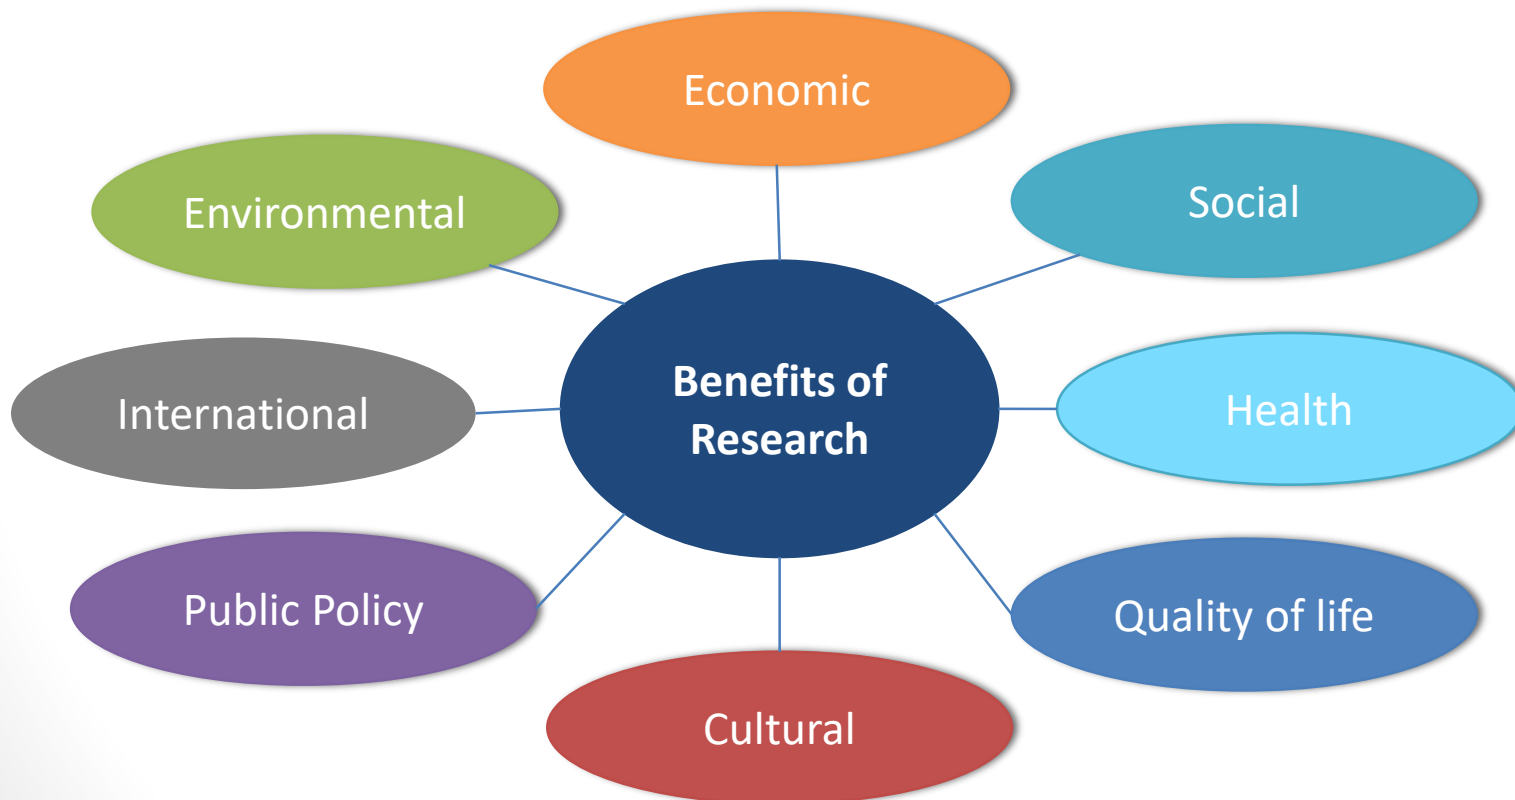 Economic
Social
Environmental
Benefits of
Research
Health
International
Quality of life
Public Policy
Cultural